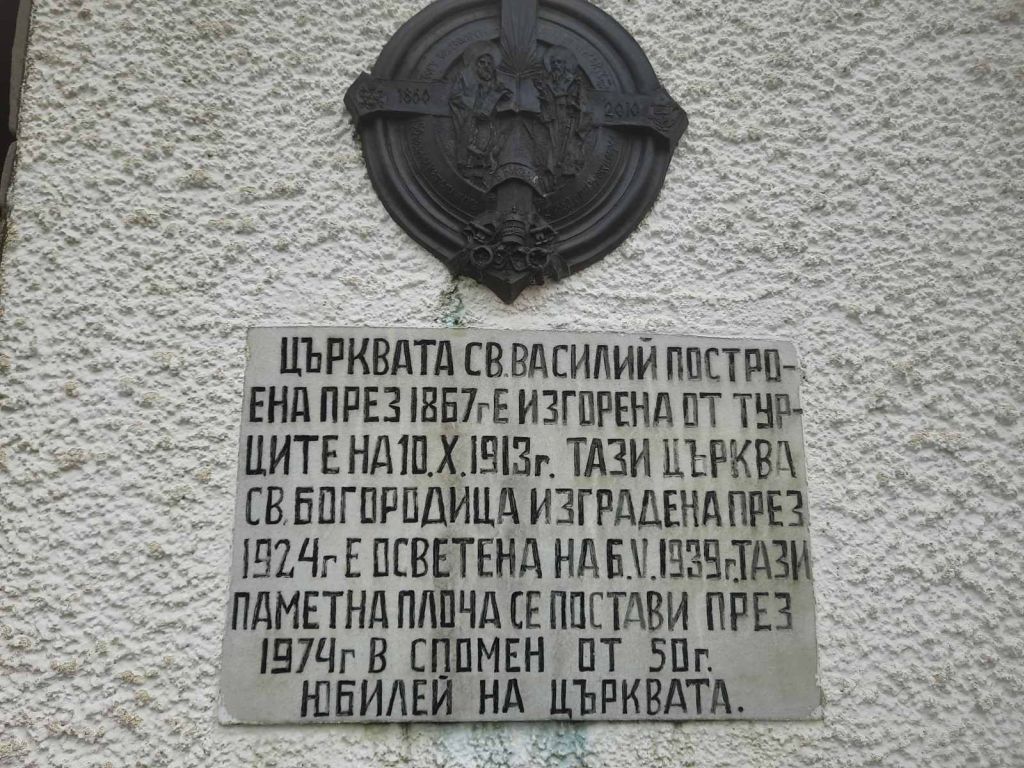 1860 2010
ЦЪРКВАТА СВ. ВАСИЛИЙ ПОСТРО-
ЕНА ПРЕЗ 1867г Е ИЗГОРЕНА ОТ ТУР-
ЦИТЕ НА 10.X.1913г. ТАЗИ ЦЪРКВА
СВ. БОГОРОДИЦА ИЗГРАДЕНА ПРЕЗ
1924г Е ОСВЕТЕНА НА 6.V.1939г. ТАЗИ
ПАМЕТНА ПЛОЧА СЕ ПОСТАВИ ПРЕЗ
1974г В СПОМЕН ОТ 50г.
ЮБИЛЕЙ НА ЦЪРКВАТА.